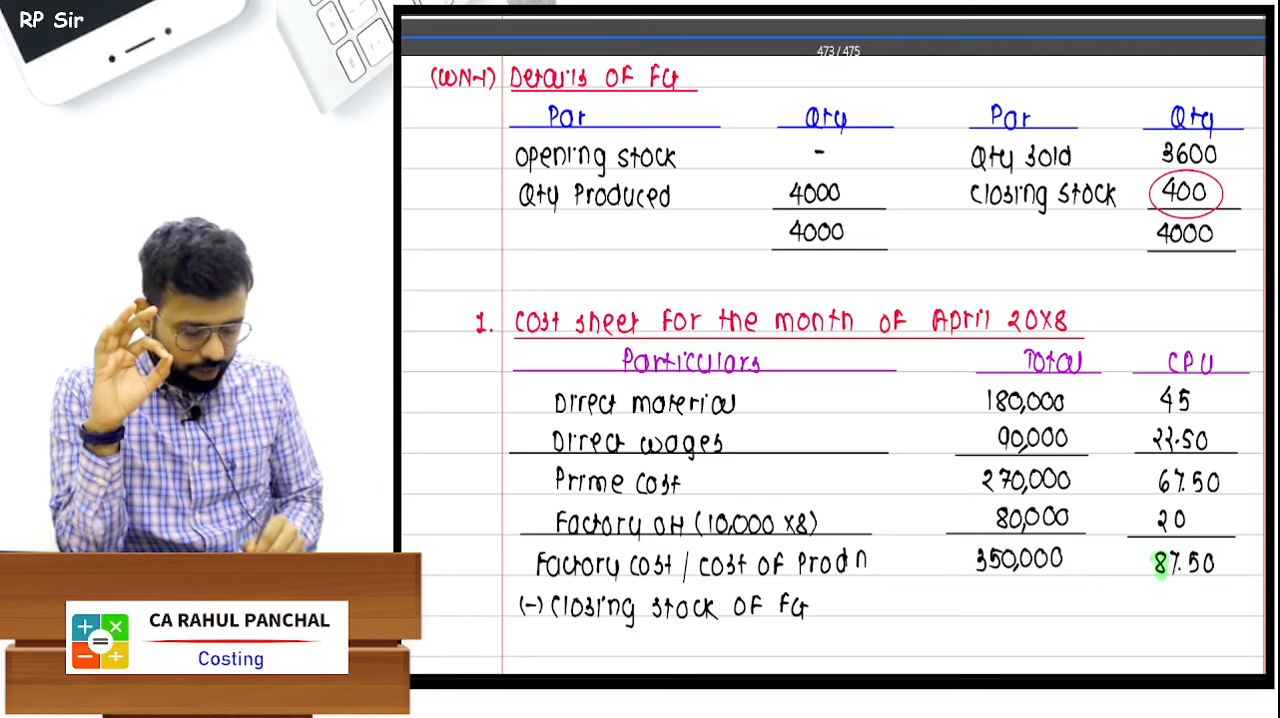 RP Sir
473 / 475
(WN-1) Details of FG
Par Qty Par Qty
Opening stock - Qty sold 3600
Qty Produced 4000 Closing stock 400
4000 4000
1. Cost sheet for the month of April 20X8
Particulars Total CPU
Direct material 180,000 45
Direct wages 90,000 22.50
Prime cost 270,000 67.50
Factory OH (10,000 x8) 80,000 20
Factory cost / cost of Prodn 350,000 87.50
(-) Closing stock OF FG
CA RAHUL PANCHAL
Costing